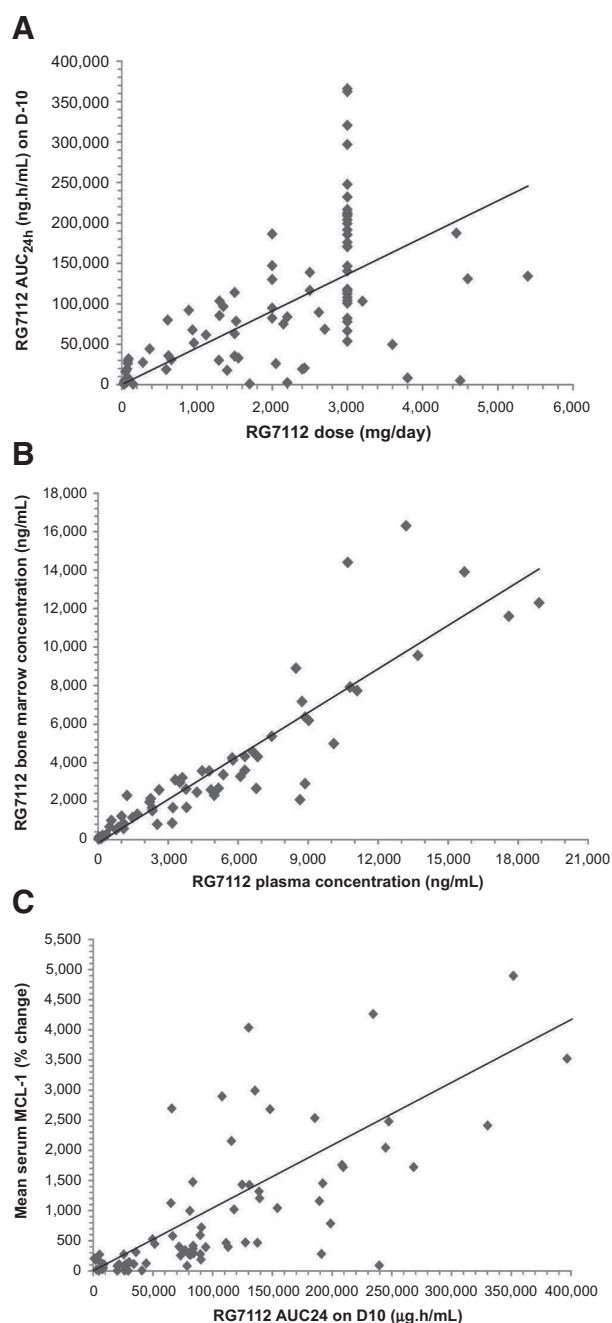 A
400,000
350,000
300,000
250,000
200,000
150,000
100,000
50,000
0
RG7112 AUC24h (ng.h/mL) on D-10
0 1,000 2,000 3,000 4,000 5,000 6,000
RG7112 dose (mg/day)
B
18,000
16,000
14,000
12,000
10,000
8,000
6,000
4,000
2,000
0
RG7112 bone marrow concentration (ng/mL)
0 3,000 6,000 9,000 12,000 15,000 18,000 21,000
RG7112 plasma concentration (ng/mL)
C
5,500
5,000
4,500
4,000
3,500
3,000
2,500
2,000
1,500
1,000
500
0
Mean serum MCL-1 (% change)
0 50,000 100,000 150,000 200,000 250,000 300,000 350,000 400,000
RG7112 AUC24 on D10 (µg.h/mL)